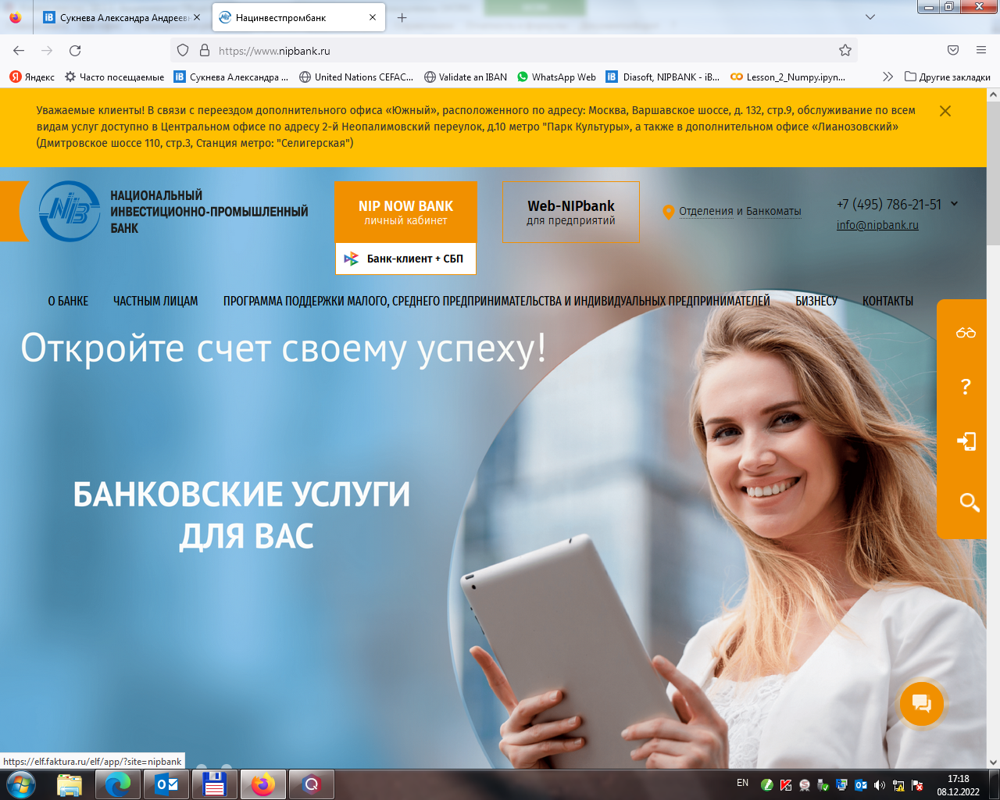 Сукнева Александра Андреевн
Нацинвестпромбанк
https://www.nipbank.ru
Яндекс
Часто посещаемые
Сукнева Александра ...
United Nations CEFAC...
Validate an IBAN
WhatsApp Web
Diasoft, NIPBANK - iB...
Lesson_2_Numpy.ipyn...
Другие закладки
Уважаемые клиенты! В связи с переездом дополнительного офиса «Южный», расположенного по адресу: Москва, Варшавское шоссе, д. 132, стр.9, обслуживание по всем
видам услуг доступно в Центральном офисе по адресу 2-й Неопалимовский переулок, д.10 метро "Парк Культуры», а также в дополнительном офисе «Лианозовский»
(Дмитровское шоссе 110, стр.3, Станция метро: "Селигерская")
NIB
НАЦИОНАЛЬНЫЙ
ИНВЕСТИЦИОННО-ПРОМЫШЛЕННЫЙ
БАНК
NIP NOW BANK
личный кабинет
Банк-клиент + СБП
Web-NIPbank
для предприятий
Отделения и Банкоматы
+7 (495) 786-21-51
info@nipbank.ru
О БАНКЕ
ЧАСТНЫМ ЛИЦАМ
ПРОГРАММА ПОДДЕРЖКИ МАЛОГО, СРЕДНЕГО ПРЕДПРИНИМАТЕЛЬСТВА И ИНДИВИДУАЛЬНЫХ ПРЕДПРИНИМАТЕЛЕЙ
БИЗНЕСУ
КОНТАКТЫ
Откройте счет своему успеху!
?
БАНКОВСКИЕ УСЛУГИ
ДЛЯ ВАС
https://elf.faktura.ru/elf/app/?site=nipbank
EN
17:18
08.12.2022